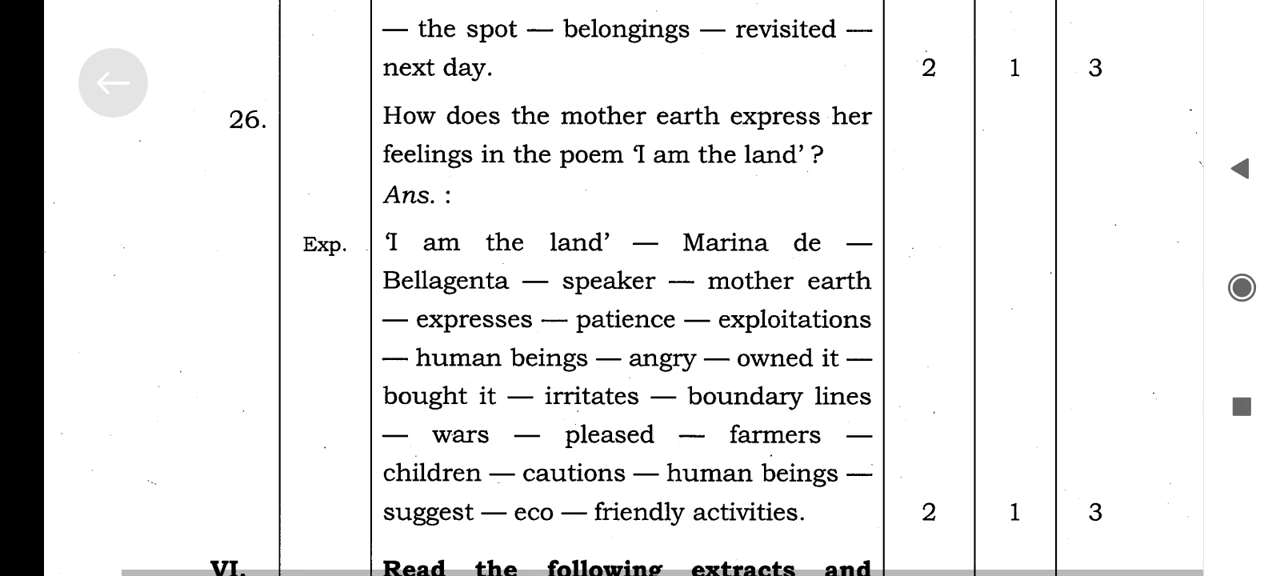 — the spot — belongings — revisited —
next day. 2 1 3
26. How does the mother earth express her
feelings in the poem ‘I am the land’ ?
Ans. :
Exp. ‘I am the land’ — Marina de —
Bellagenta — speaker — mother earth
— expresses — patience — exploitations
— human beings — angry — owned it —
bought it — irritates — boundary lines
— wars — pleased — farmers —
children — cautions — human beings —
suggest — eco — friendly activities. 2 1 3
VI. Read the following extracts and